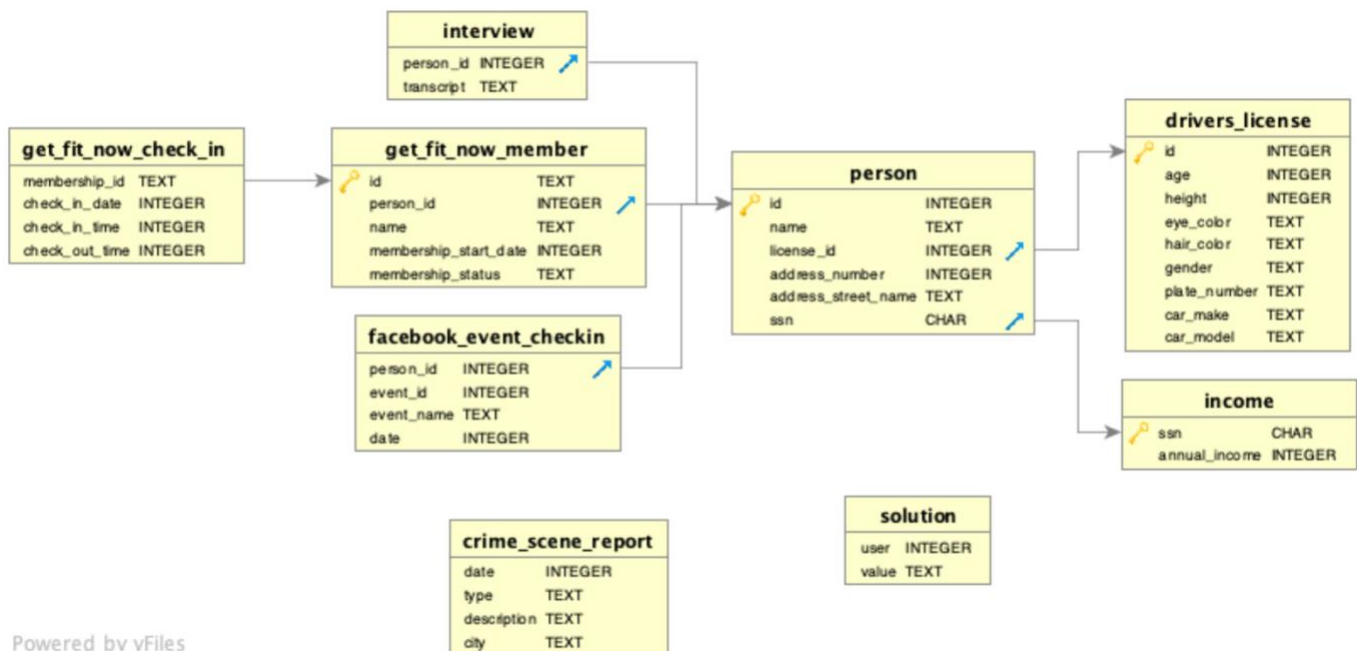 interview
person_id INTEGER
transcript TEXT
get_fit_now_check_in
membership_id TEXT
check_in_date INTEGER
check_in_time INTEGER
check_out_time INTEGER
get_fit_now_member
id TEXT
person_id INTEGER
name TEXT
membership_start_date INTEGER
membership_status TEXT
facebook_event_checkin
person_id INTEGER
event_id INTEGER
event_name TEXT
date INTEGER
person
id INTEGER
name TEXT
license_id INTEGER
address_number INTEGER
address_street_name TEXT
ssn CHAR
drivers_license
id INTEGER
age INTEGER
height INTEGER
eye_color TEXT
hair_color TEXT
gender TEXT
plate_number TEXT
car_make TEXT
car_model TEXT
income
ssn CHAR
annual_income INTEGER
solution
user INTEGER
value TEXT
crime_scene_report
date INTEGER
type TEXT
description TEXT
city TEXT
Powered by yFiles